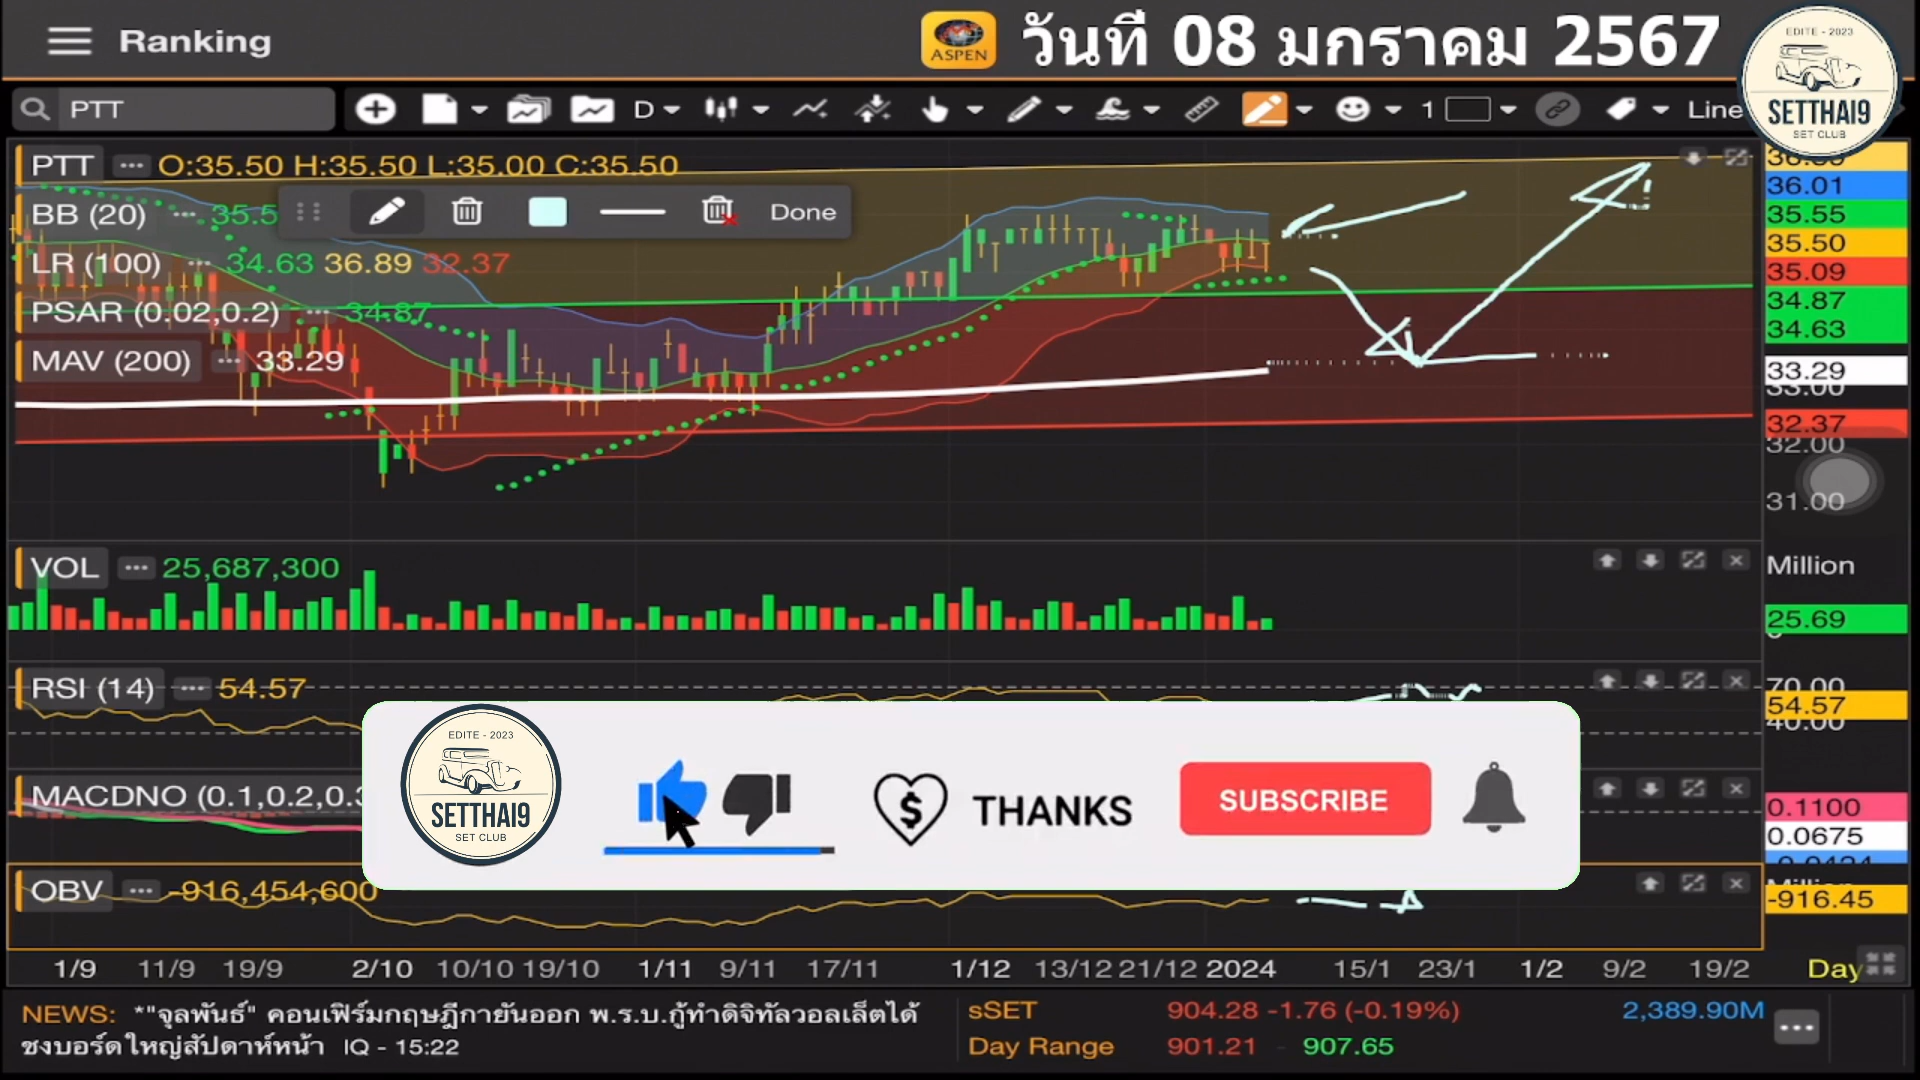 Ranking
ASPEN
วันที่ 08 มกราคม 2567
EDITE - 2023
SETTHAI9
SET CLUB
PTT
D
1
Line
PTT ... O:35.50 H:35.50 L:35.00 C:35.50
BB (20) ... 35.5
Done
LR (100) ... 34.63 36.89 32.37
PSAR (0.02,0.2) ... 34.87
MAV (200) ... 33.29
36.01
35.55
35.50
35.09
34.87
34.63
33.29
33.00
32.37
32.00
31.00
VOL ... 25,687,300
Million
25.69
RSI (14) ... 54.57
70.00
54.57
40.00
MACDNO (0.1,0.2,0.3
0.1100
0.0675
EDITE - 2023
SETTHAI9
SET CLUB
$
THANKS
SUBSCRIBE
OBV ... -916,454,600
-916.45
1/9 11/9 19/9 2/10 10/10 19/10 1/11 9/11 17/11 1/12 13/12 21/12 2024 15/1 23/1 1/2 9/2 19/2 Day
NEWS: *"จุลพันธ์" คอนเฟิร์มกฤษฎีกายันออก พ.ร.บ.กู้ทำดิจิทัลวอลเล็ตได้
ชงบอร์ดใหญ่สัปดาห์หน้า IQ - 15:22
sSET 904.28 -1.76 (-0.19%) 2,389.90M
Day Range 901.21 - 907.65